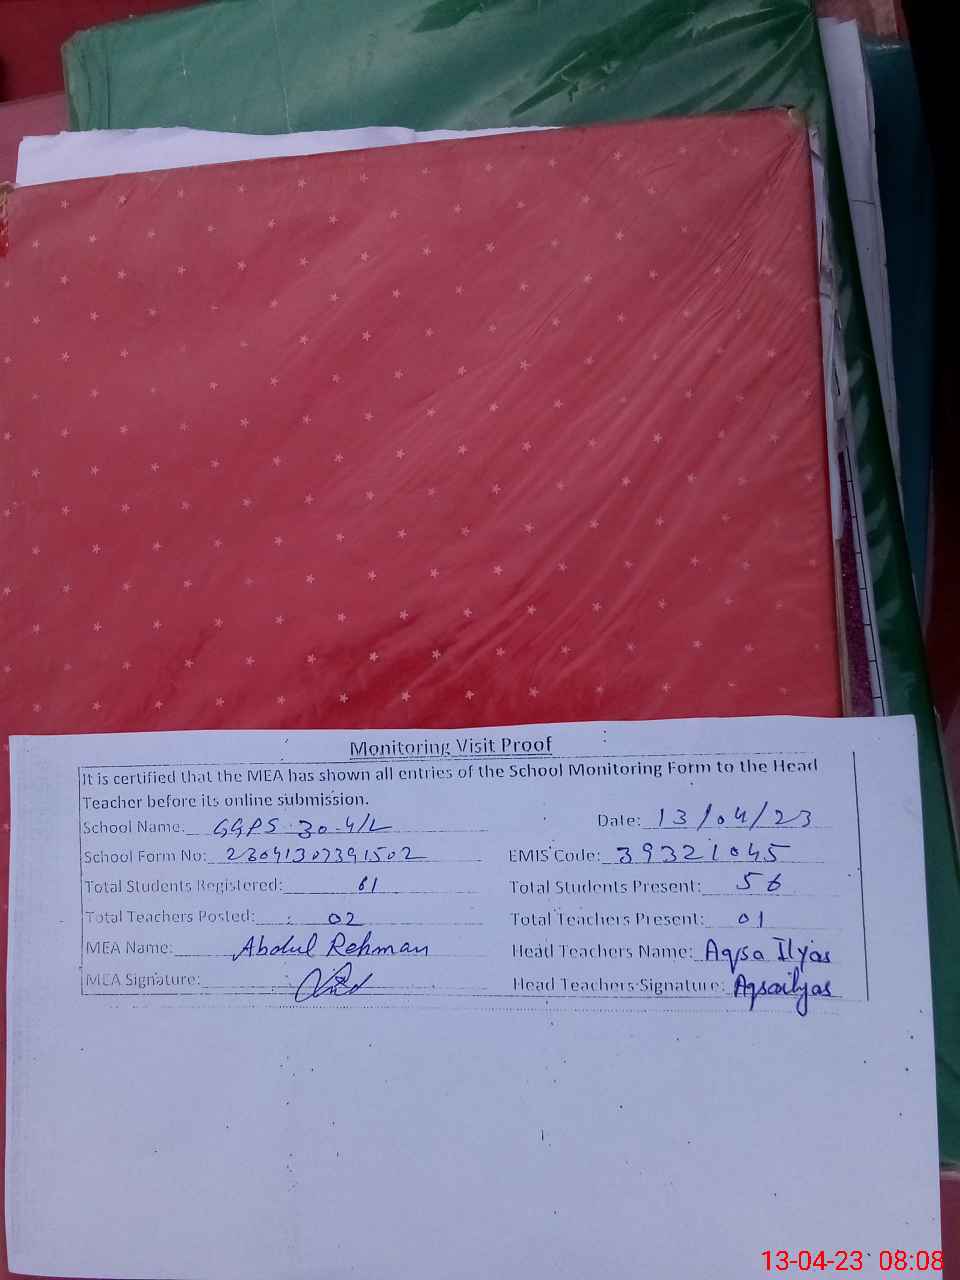 Monitoring Visit Proof
It is certified that the MEA has shown all entries of the School Monitoring Form to the Head
Teacher before its online submission.
School Name: GGPS 30-4/L Date: 13/04/23
School Form No: 23041307391502 EMIS Code: 39321045
Total Students Registered: 61 Total Students Present: 56
Total Teachers Posted: 02 Total Teachers Present: 01
MEA Name: Abdul Rehman Head Teachers Name: Aqsa Ilyas
MEA Signature: Head Teachers Signature: Aqsailyas
13-04-23 08:08